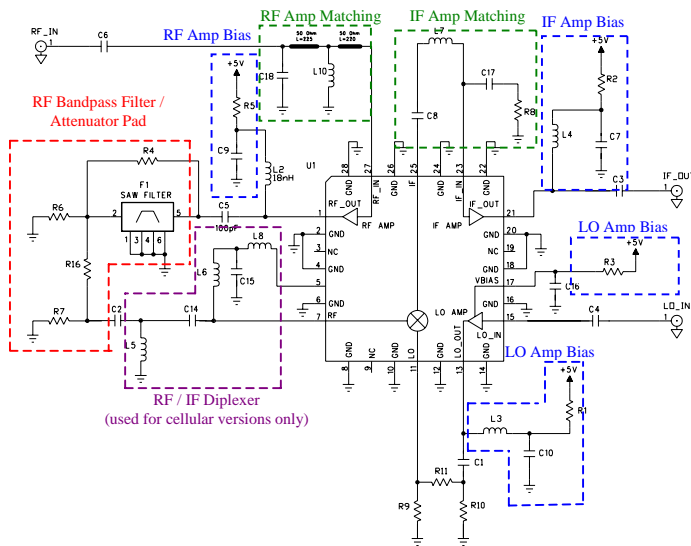 RF_IN
C6
50 Ohm
L=225
50 Ohm
L=220
RF Amp Bias
RF Amp Matching
IF Amp Matching
IF Amp Bias
+5V
R5
C9
L2
18nH
C18
L10
L7
C17
R8
C8
+5V
R2
L4
C7
RF Bandpass Filter /
Attenuator Pad
R4
F1
SAW FILTER
R6
2
5
1
3
4
6
R16
R7
C5
100pF
U1
28
27
26
25
24
23
22
GND
RF_IN
GND
IF
GND
IF_IN
GND
1
RF_OUT
RF AMP
2
GND
3
NC
4
GND
5
6
GND
7
RF
IF_OUT
IF AMP
21
GND
20
NC
19
GND
18
VBIAS
17
GND
16
LO AMP
LO_IN
15
C3
IF_OUT
LO Amp Bias
+5V
R3
C16
C4
LO_IN
L8
L6
C15
C2
C14
L5
RF / IF Diplexer
(used for cellular versions only)
GND
NC
GND
LO
GND
LO_OUT
GND
8
9
10
11
12
13
14
LO Amp Bias
+5V
R1
L3
C10
C1
R11
R9
R10